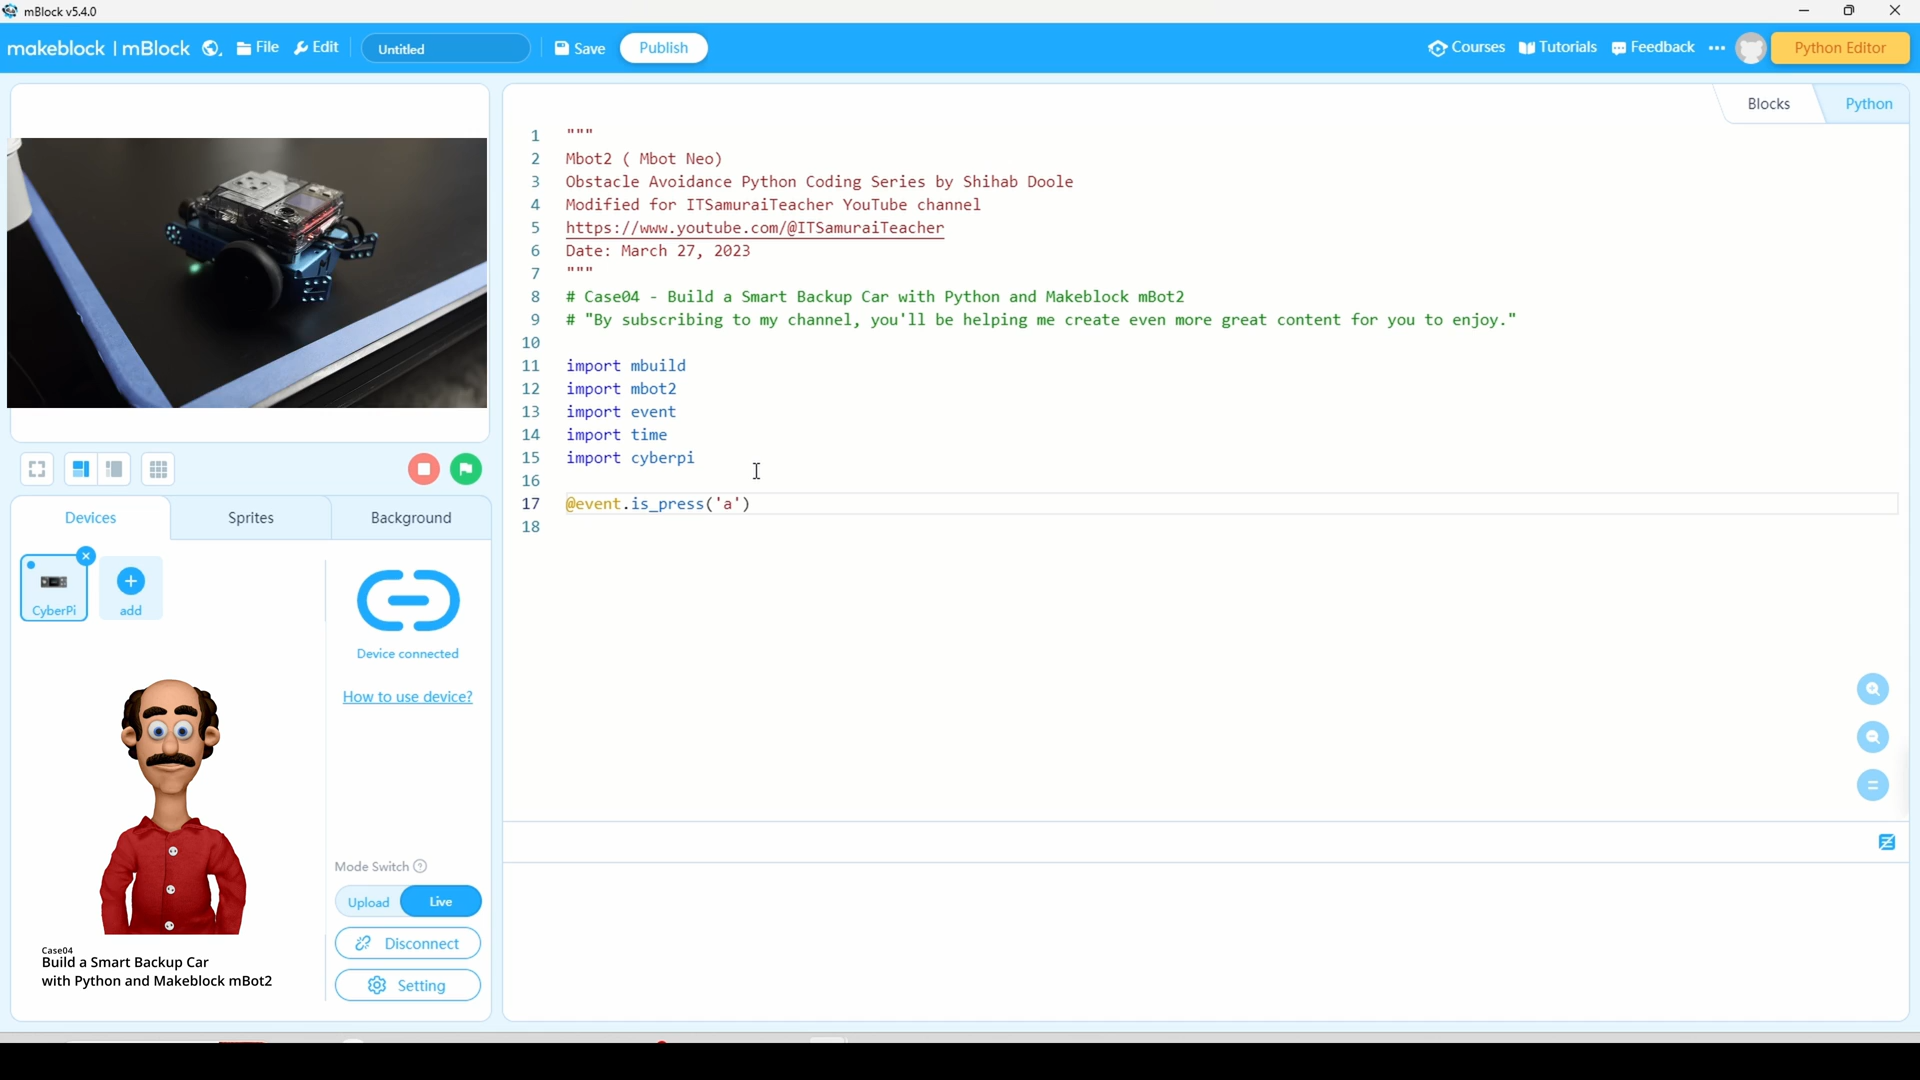 mBlock v5.4.0
makeblock | mBlock
File
Edit
Untitled
Save
Publish
Courses
Tutorials
Feedback
Python Editor
Blocks
Python
1 """
2 Mbot2 ( Mbot Neo)
3 Obstacle Avoidance Python Coding Series by Shihab Doole
4 Modified for ITSamuraiTeacher YouTube channel
5 https://www.youtube.com/@ITSamuraiTeacher
6 Date: March 27, 2023
7 """
8 # Case04 - Build a Smart Backup Car with Python and Makeblock mBot2
9 # "By subscribing to my channel, you'll be helping me create even more great content for you to enjoy."
10
11 import mbuild
12 import mbot2
13 import event
14 import time
15 import cyberpi
16
17 @event.is_press('a')
18
Devices
Sprites
Background
CyberPi
add
Device connected
How to use device?
Mode Switch
Upload
Live
Disconnect
Setting
Case04
Build a Smart Backup Car
with Python and Makeblock mBot2